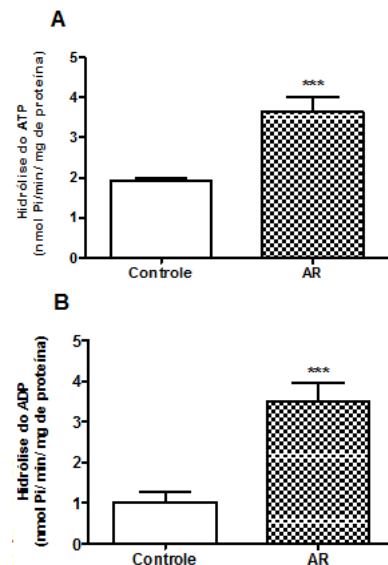 A
Hidrólise do ATP
(nmol Pi/min/ mg de proteína)
5
4
3
2
1
0
***
Controle
AR
B
Hidrólise do ADP
(nmol Pi/ min/ mg de proteína)
5
4
3
2
1
0
***
Controle
AR